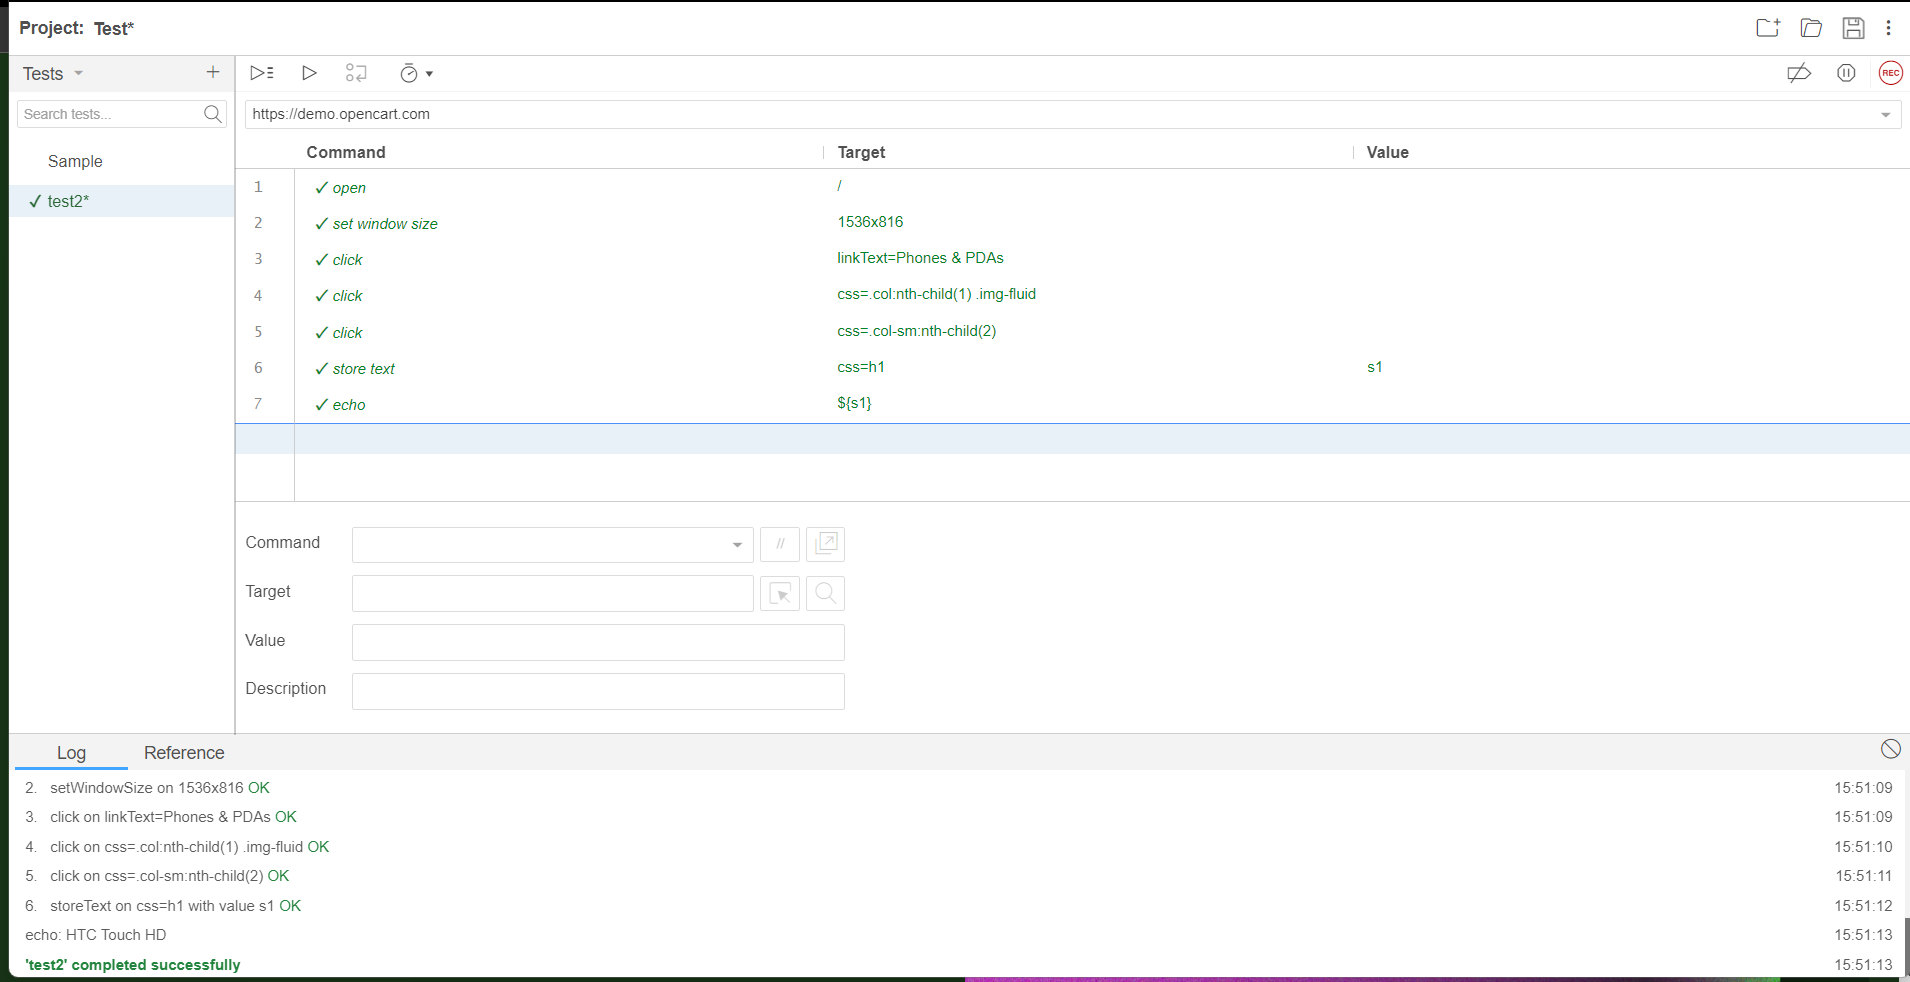 Project: Test*
Tests
REC
Search tests...
https://demo.opencart.com
Sample
✓ test2*
Command Target Value
1 ✓ open /
2 ✓ set window size 1536x816
3 ✓ click linkText=Phones & PDAs
4 ✓ click css=.col:nth-child(1) .img-fluid
5 ✓ click css=.col-sm:nth-child(2)
6 ✓ store text css=h1 s1
7 ✓ echo ${s1}
Command //
Target
Value
Description
Log Reference
2. setWindowSize on 1536x816 OK 15:51:09
3. click on linkText=Phones & PDAs OK 15:51:09
4. click on css=.col:nth-child(1) .img-fluid OK 15:51:10
5. click on css=.col-sm:nth-child(2) OK 15:51:11
6. storeText on css=h1 with value s1 OK 15:51:12
echo: HTC Touch HD 15:51:13
'test2' completed successfully 15:51:13